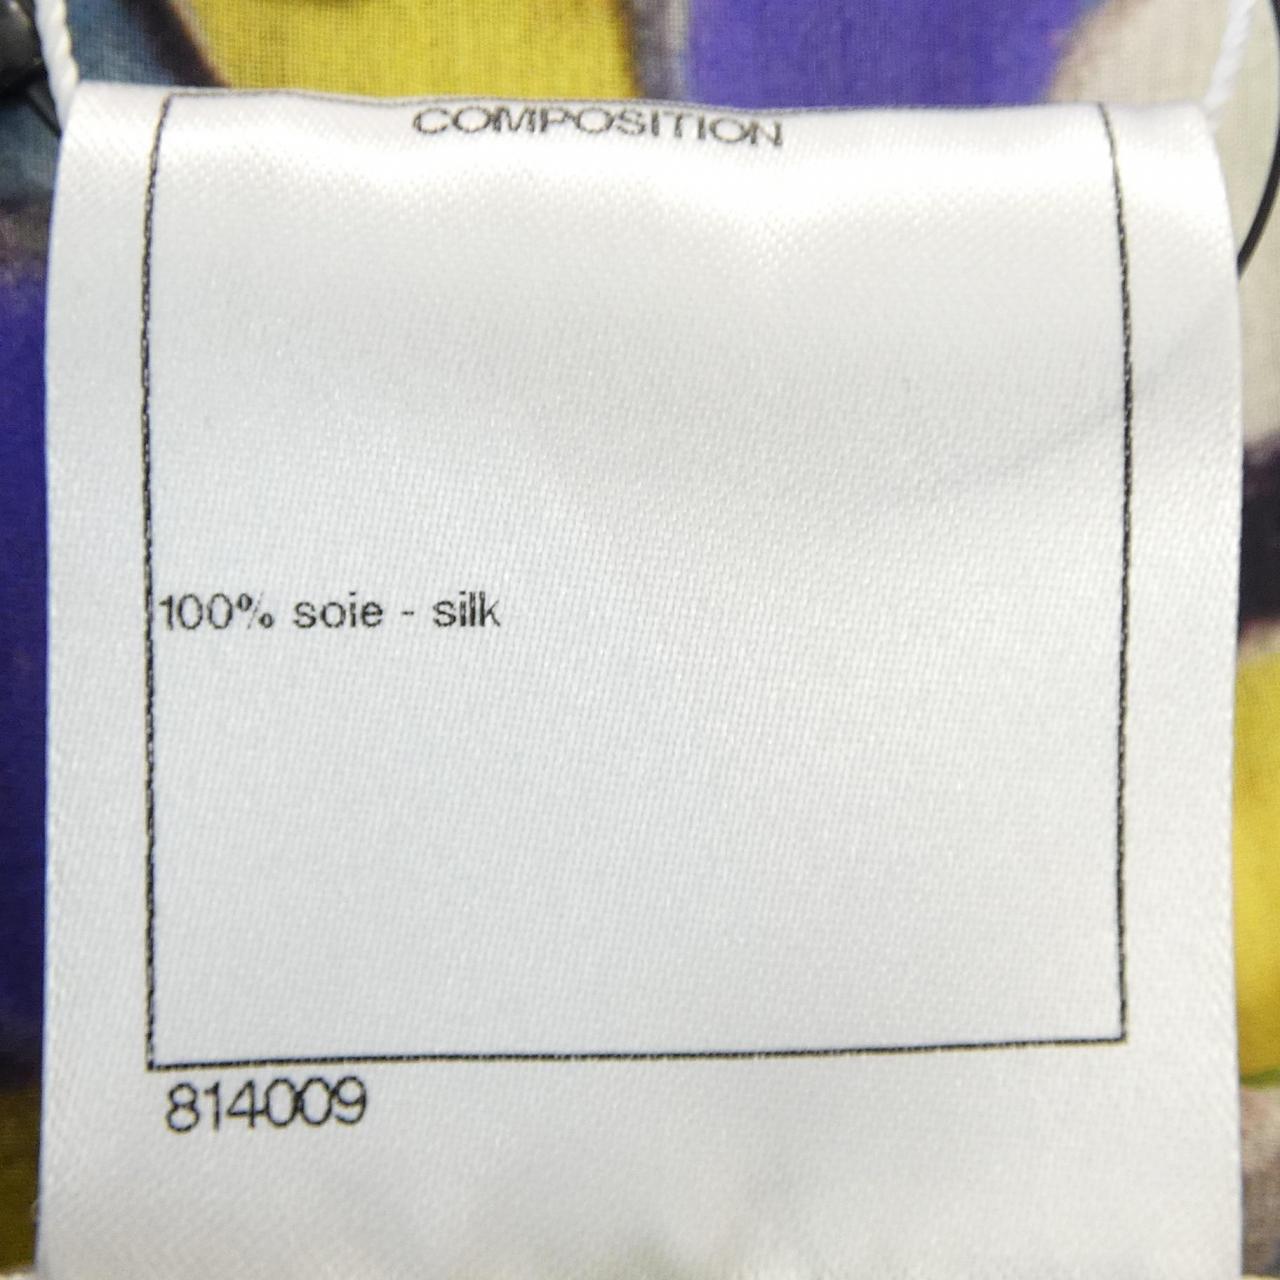 COMPOSITION
100% soie - silk
814009